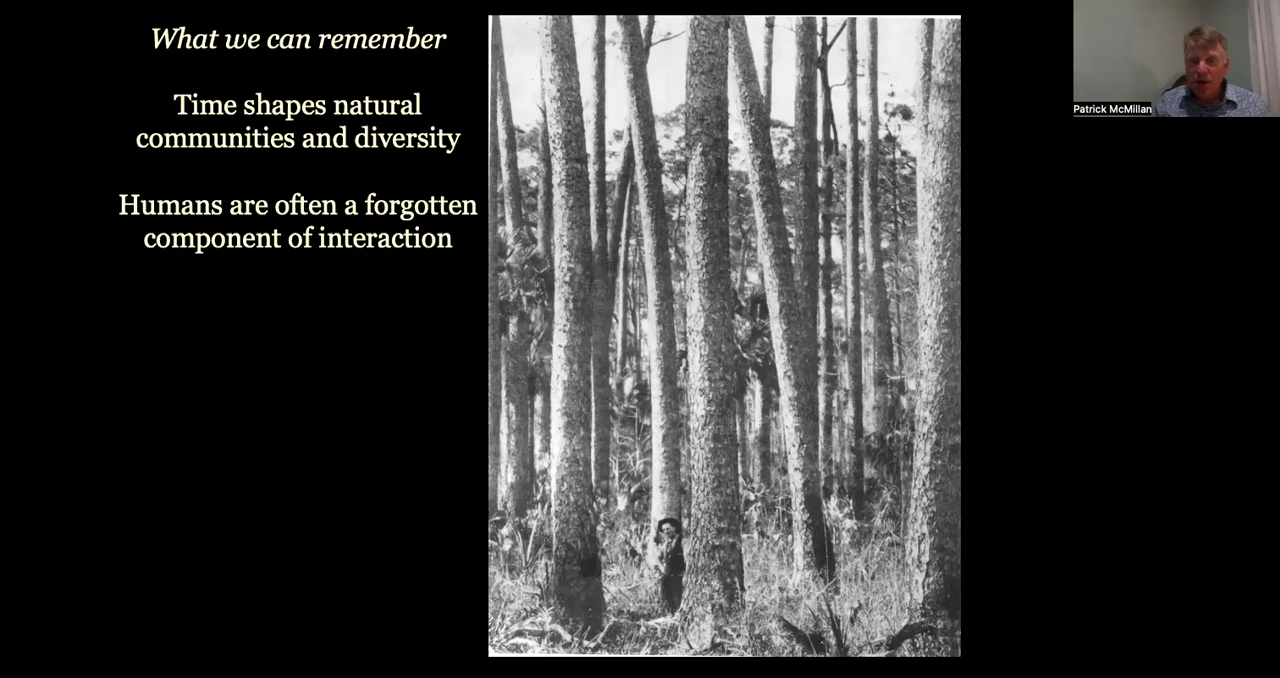 What we can remember
Time shapes natural
communities and diversity
Humans are often a forgotten
component of interaction
Patrick McMillan